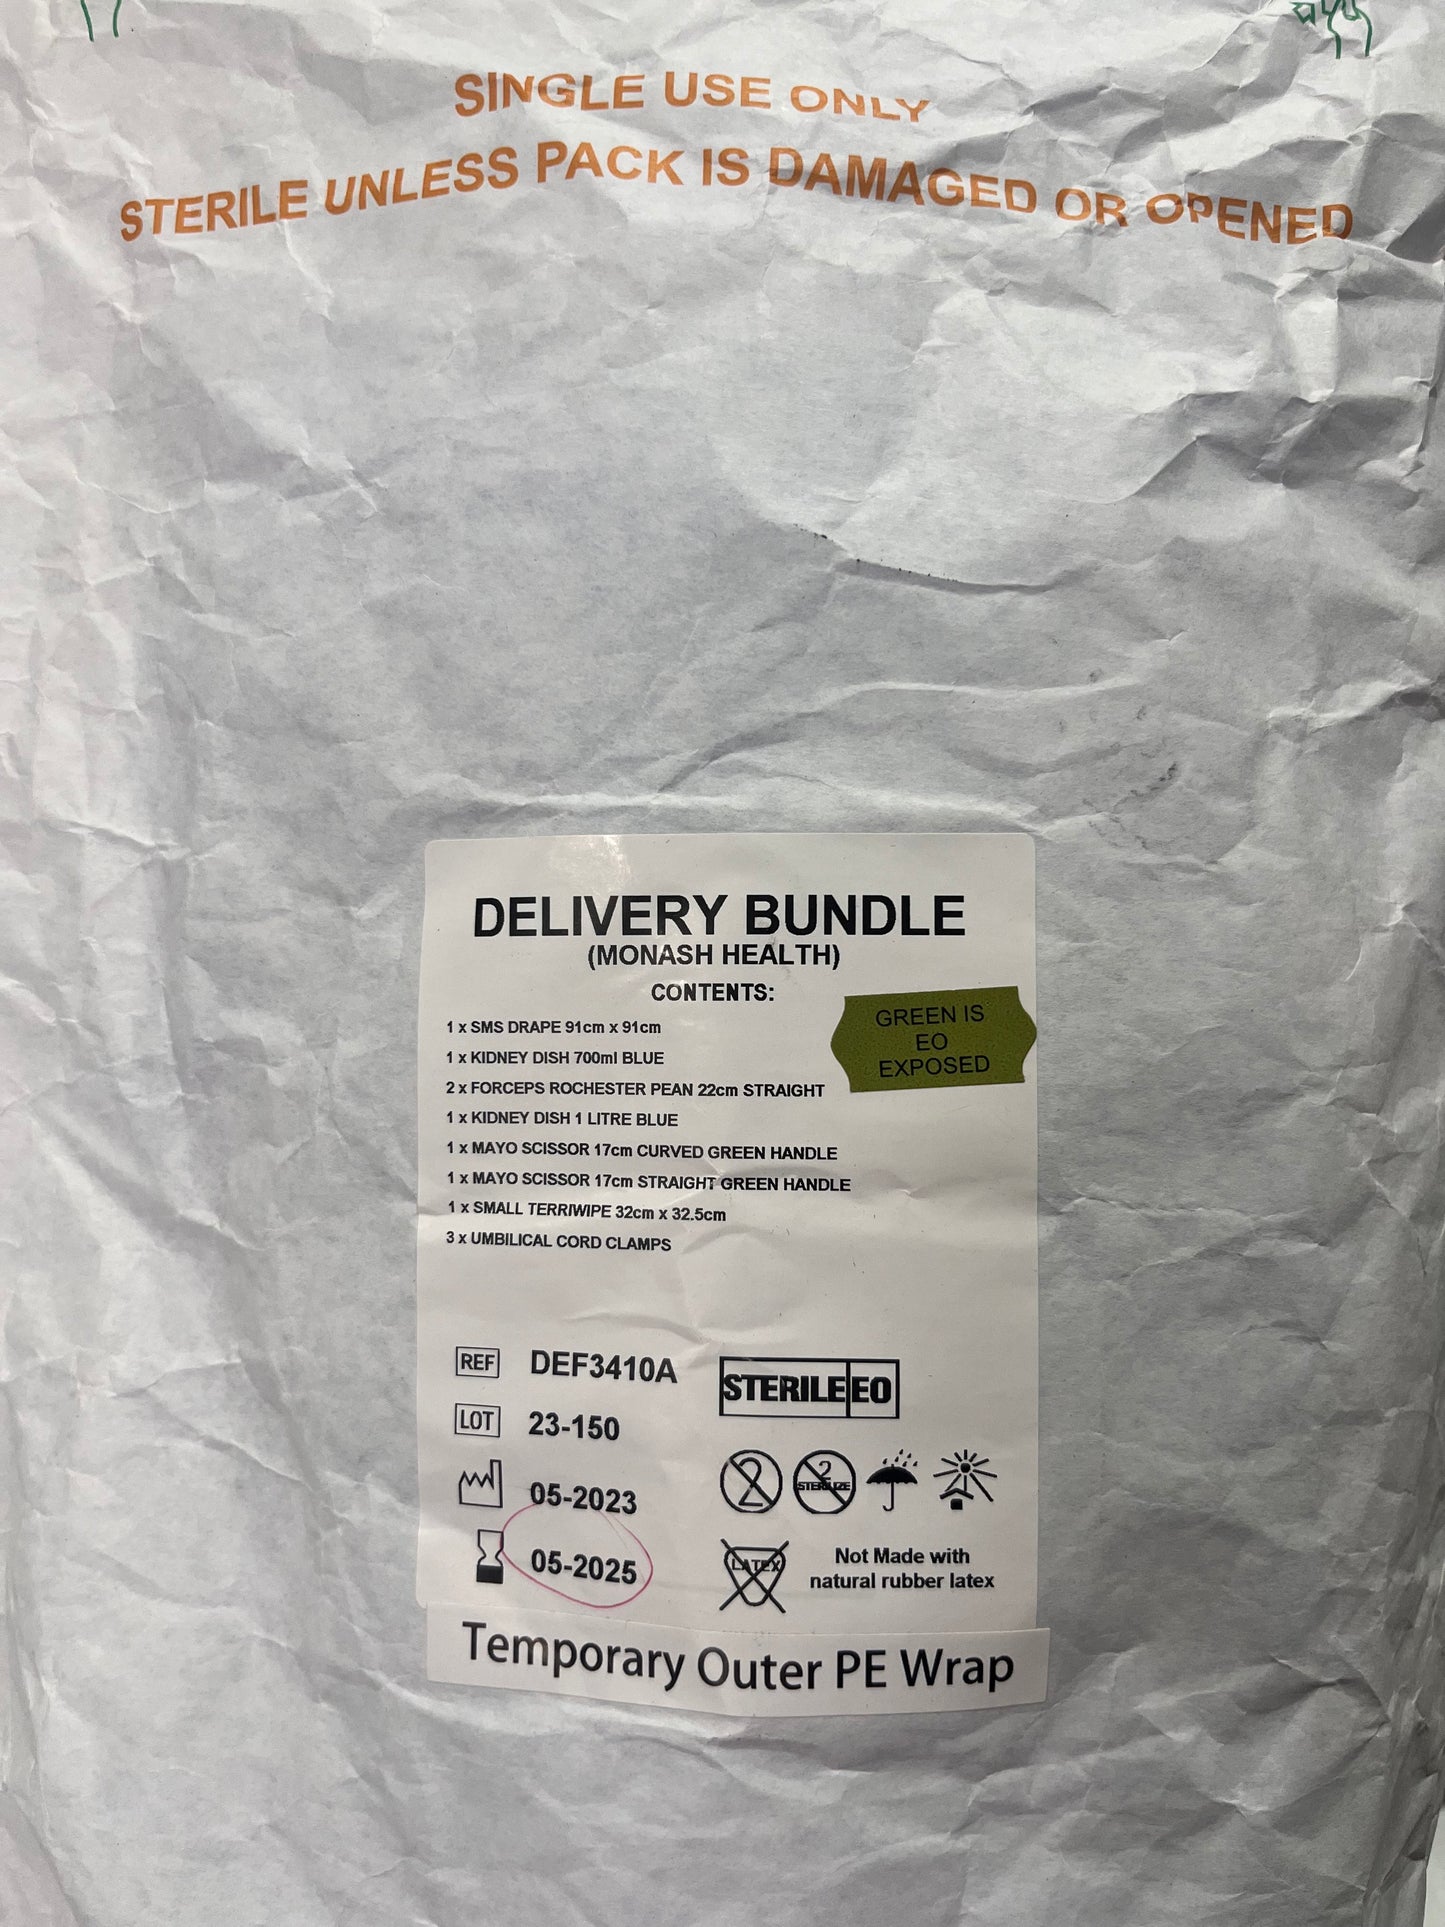 SINGLE USE ONLY
STERILE UNLESS PACK IS DAMAGED OR OPENED
DELIVERY BUNDLE
(MONASH HEALTH)
CONTENTS:
1 x SMS DRAPE 91cm x 91cm
1 x KIDNEY DISH 700ml BLUE
2 x FORCEPS ROCHESTER PEAN 22cm STRAIGHT
1 x KIDNEY DISH 1 LITRE BLUE
1 x MAYO SCISSOR 17cm CURVED GREEN HANDLE
1 x MAYO SCISSOR 17cm STRAIGHT GREEN HANDLE
1 x SMALL TERRIWIPE 32cm x 32.5cm
3 x UMBILICAL CORD CLAMPS
GREEN IS
EO
EXPOSED
REF DEF3410A
LOT 23-150
05-2023
05-2025
STERILE EO
2
2
STERILIZE
LATEX
Not Made with
natural rubber latex
Temporary Outer PE Wrap